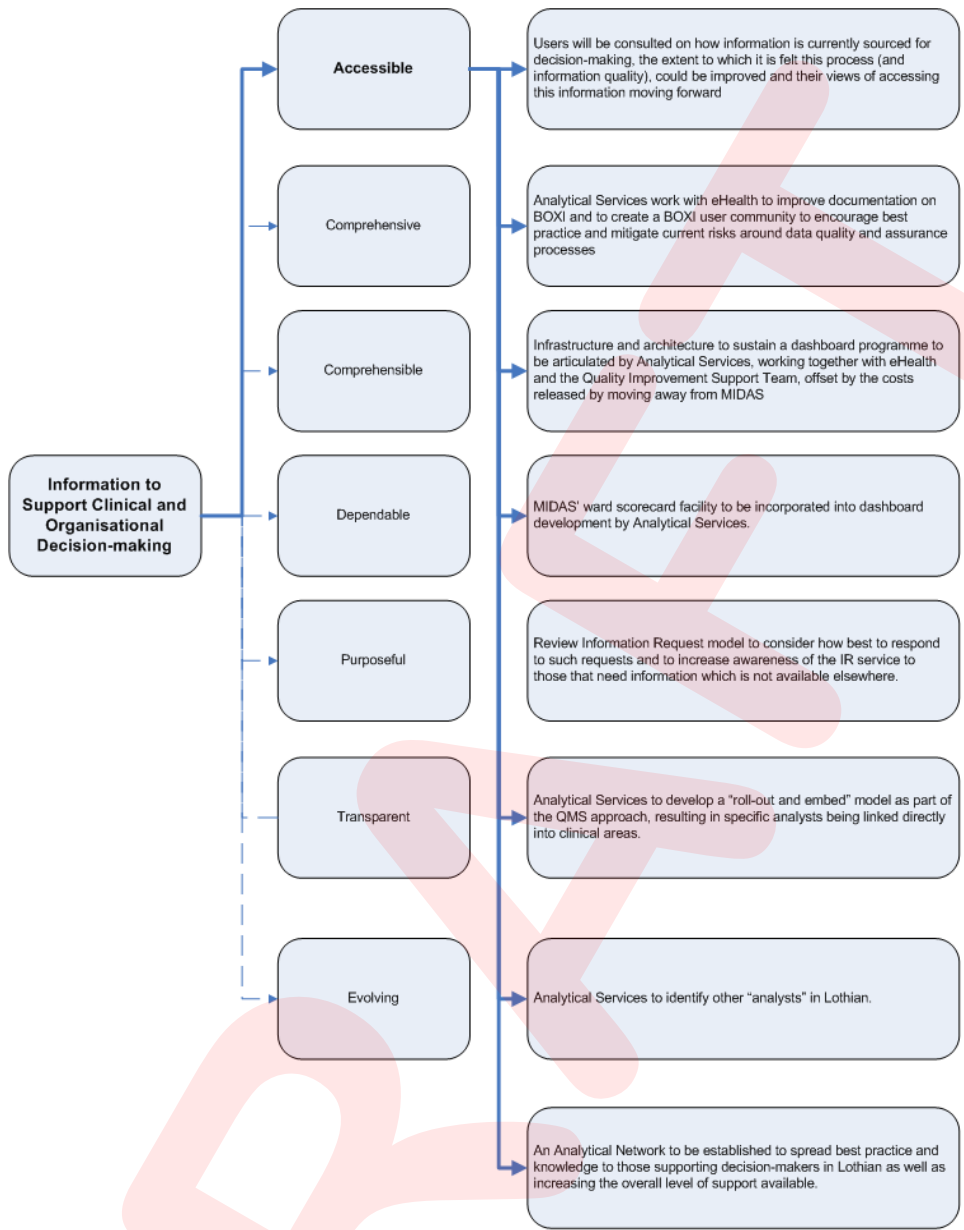 Information to
Support Clinical and
Organisational
Decision-making
Accessible
Comprehensive
Comprehensible
Dependable
Purposeful
Transparent
Evolving
Users will be consulted on how information is currently sourced for
decision-making, the extent to which it is felt this process (and
information quality), could be improved and their views of accessing
this information moving forward
Analytical Services work with eHealth to improve documentation on
BOXI and to create a BOXI user community to encourage best
practice and mitigate current risks around data quality and assurance
processes
Infrastructure and architecture to sustain a dashboard programme to
be articulated by Analytical Services, working together with eHealth
and the Quality Improvement Support Team, offset by the costs
released by moving away from MIDAS
MIDAS' ward scorecard facility to be incorporated into dashboard
development by Analytical Services.
Review Information Request model to consider how best to respond
to such requests and to increase awareness of the IR service to
those that need information which is not available elsewhere.
Analytical Services to develop a “roll-out and embed” model as part of
the QMS approach, resulting in specific analysts being linked directly
into clinical areas.
Analytical Services to identify other “analysts” in Lothian.
An Analytical Network to be established to spread best practice and
knowledge to those supporting decision-makers in Lothian as well as
increasing the overall level of support available.
RAFT